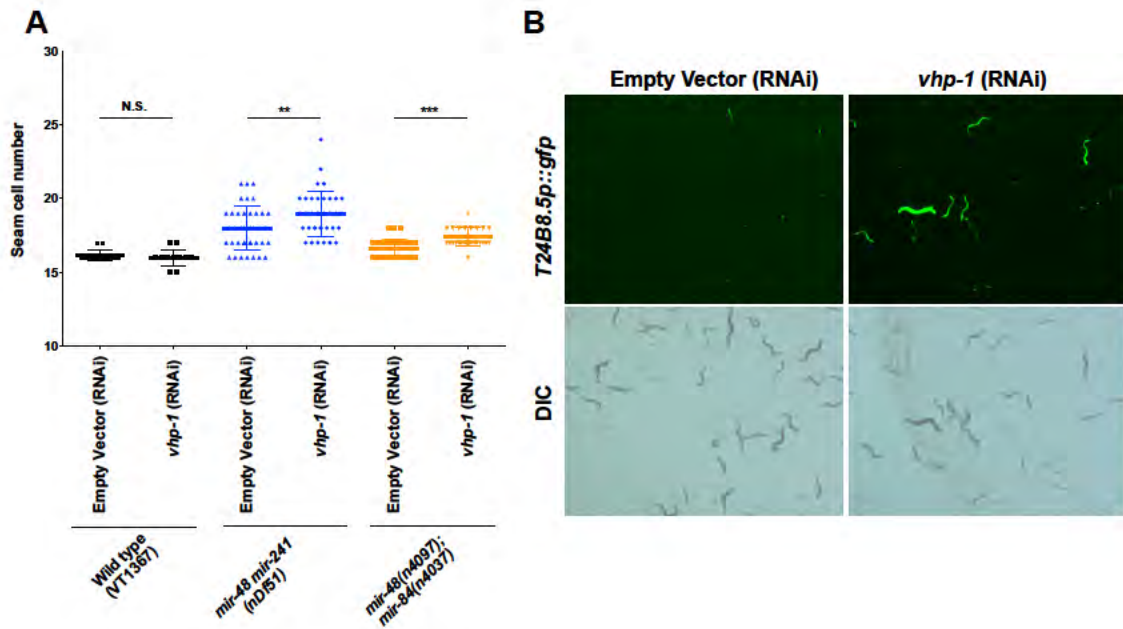 A
30
25
20
15
10
Seam cell number
N.S.
**
***
Empty Vector (RNAi)
vhp-1 (RNAi)
Empty Vector (RNAi)
vhp-1 (RNAi)
Empty Vector (RNAi)
vhp-1 (RNAi)
Wild type
(VT1367)
mir-48 mir-241
(nDf51)
mir-48(n4097);
mir-84(n4037)
B
Empty Vector (RNAi)
vhp-1 (RNAi)
T24B8.5p::gfp
DIC